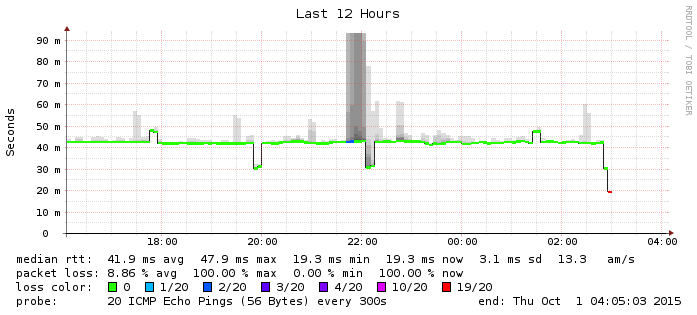 Last 12 Hours
RRDTOOL / TOBI OETIKER
Seconds
90 m
80 m
70 m
60 m
50 m
40 m
30 m
20 m
10 m
0
18:00 20:00 22:00 00:00 02:00 04:00
median rtt: 41.9 ms avg 47.9 ms max 19.3 ms min 19.3 ms now 3.1 ms sd 13.3 am/s
packet loss: 8.86 % avg 100.00 % max 0.00 % min 100.00 % now
loss color: 0 1/20 2/20 3/20 4/20 10/20 19/20
probe: 20 ICMP Echo Pings (56 Bytes) every 300s end: Thu Oct 1 04:05:03 2015